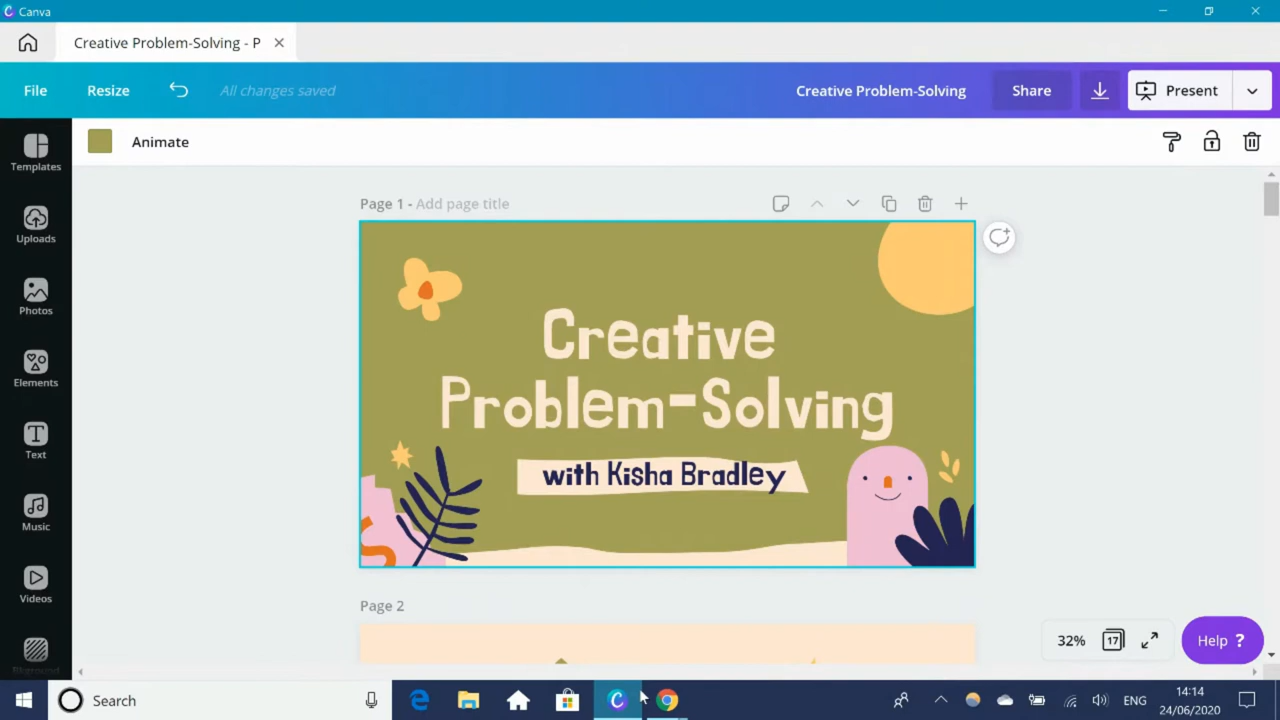 Canva
Creative Problem-Solving - P
File
Resize
All changes saved
Creative Problem-Solving
Share
Present
Animate
Templates
Uploads
Photos
Elements
Text
Music
Videos
Bkground
Page 1 - Add page title
Creative
Problem-Solving
with Kisha Bradley
S
Page 2
32%
17
Help ?
Search
ENG
14:14
24/06/2020